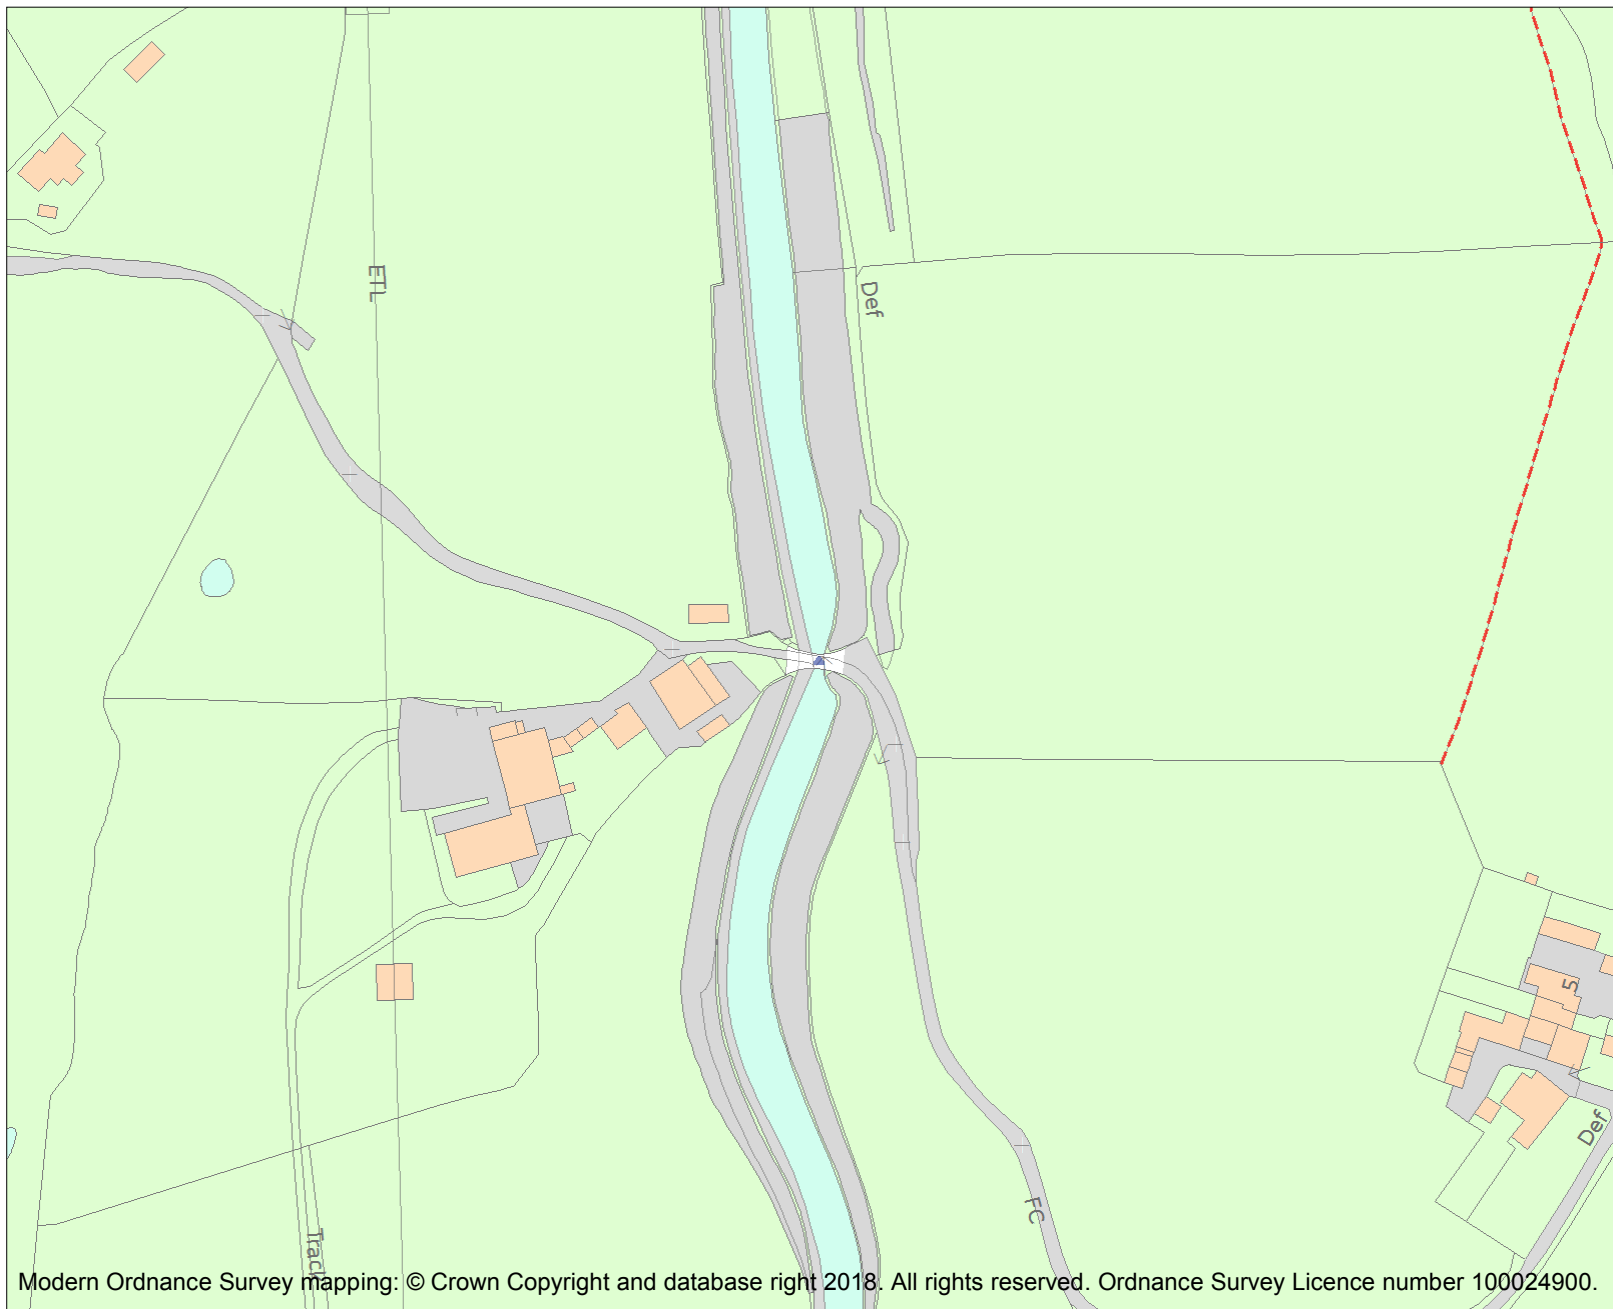 ETL
Def
5
Def
FC
Track
Modern Ordnance Survey mapping: © Crown Copyright and database right 2018. All rights reserved. Ordnance Survey Licence number 100024900.